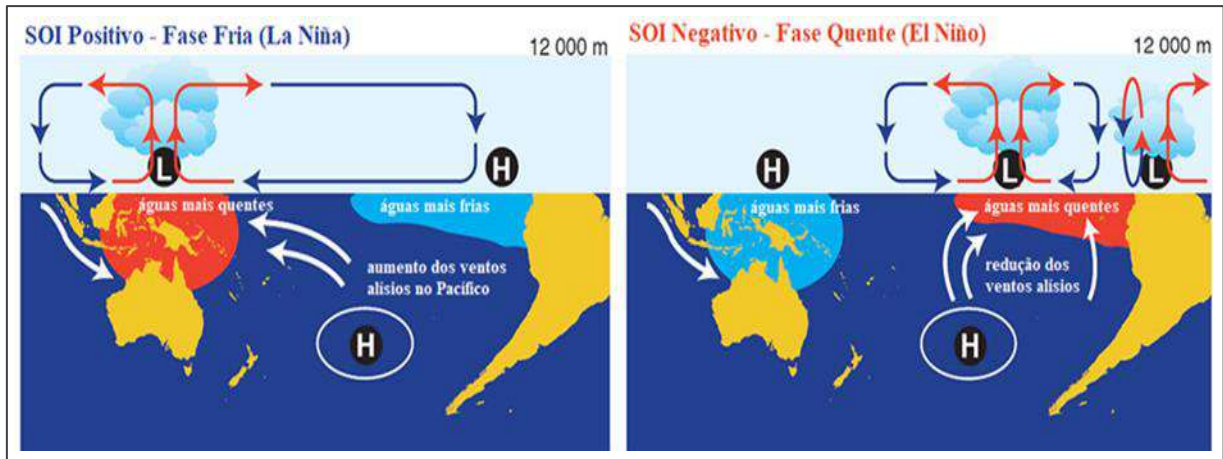 SOI Positivo - Fase Fria (La Niña)
12 000 m
L
H
águas mais quentes
águas mais frias
aumento dos ventos
alísios no Pacífico
H
SOI Negativo - Fase Quente (El Niño)
12 000 m
H
L
L
águas mais frias
águas mais quentes
redução dos
ventos alísios
H